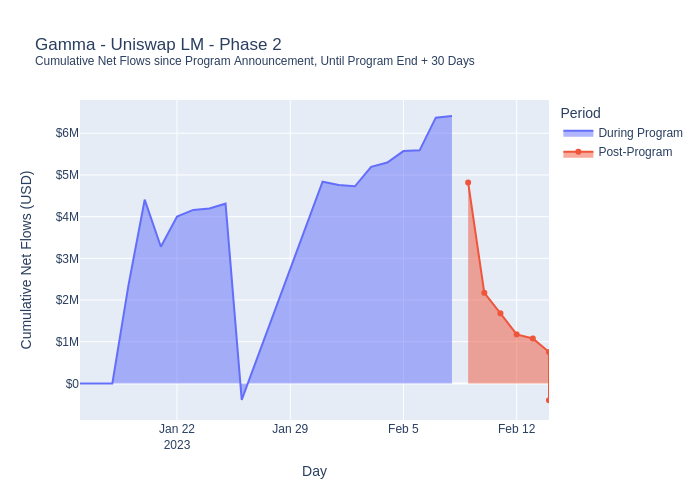 Gamma - Uniswap LM - Phase 2
Cumulative Net Flows since Program Announcement, Until Program End + 30 Days
Period
During Program
Post-Program
Cumulative Net Flows (USD)
$6M
$5M
$4M
$3M
$2M
$1M
$0
Jan 22
2023
Jan 29
Feb 5
Feb 12
Day